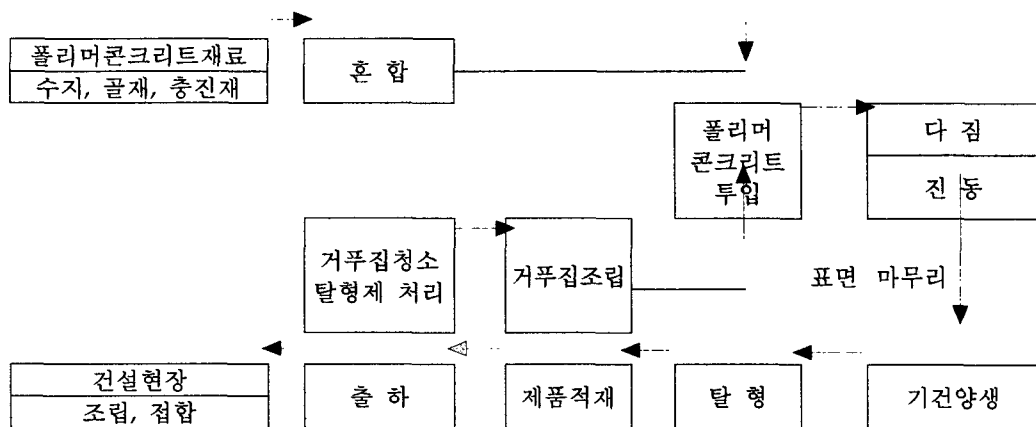 폴리머콘크리트재료
수지, 골재, 충진재
혼 합
폴리머
콘크리트
투입
다 짐
진 동
거푸집청소
탈형제 처리
거푸집조립
표면 마무리
건설현장
조립, 접합
출 하
제품적재
탈 형
기건양생